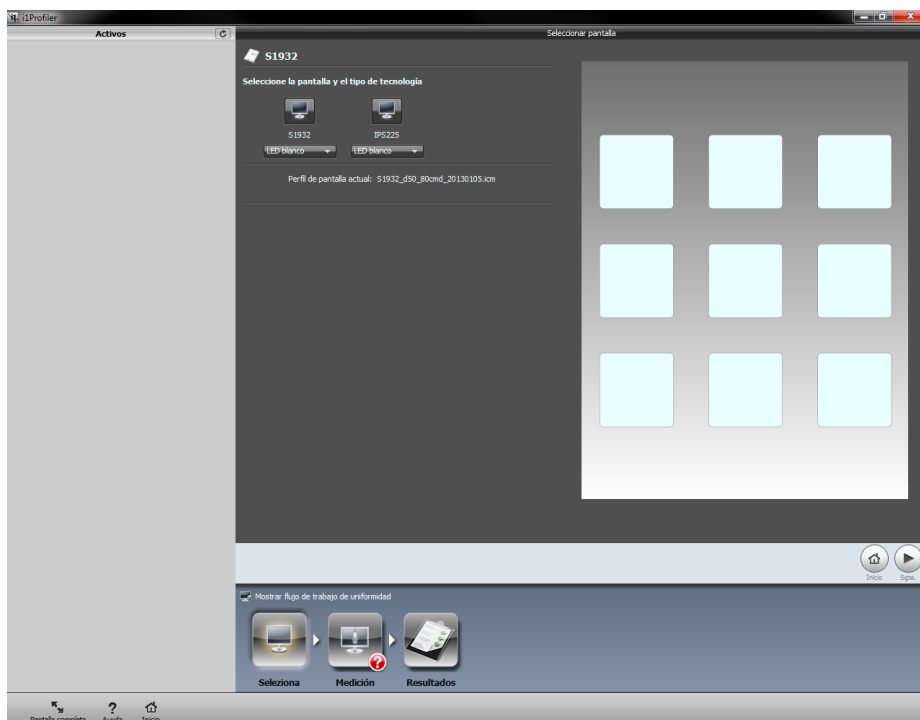 i1Profiler
Activos
Seleccionar pantalla
S1932
Seleccione la pantalla y el tipo de tecnología
S1932
IPS225
LED blanco
LED blanco
Perfil de pantalla actual: S1932_d50_80cmd_20130105.icm
Inicio
Sgte.
Mostrar flujo de trabajo de uniformidad
Seleziona
Medición
Resultados
Pantalla completa
Ayuda
Inicio